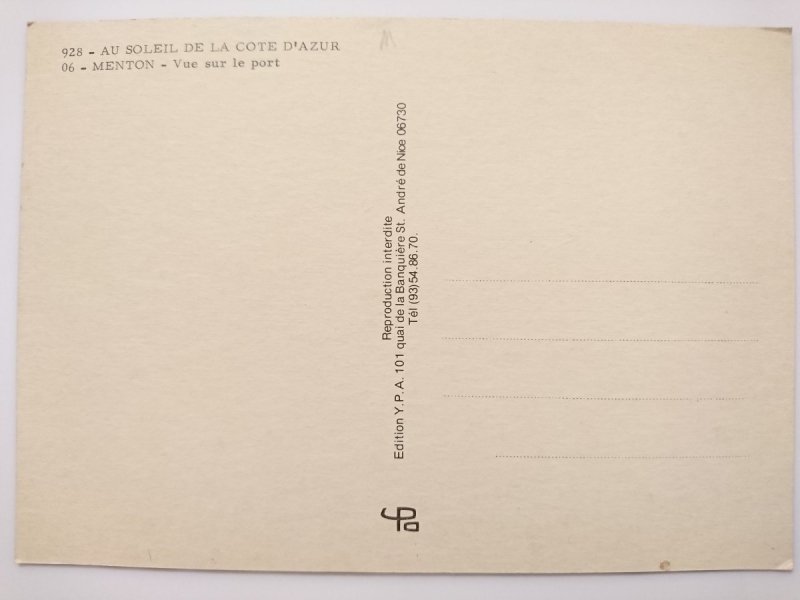 928 - AU SOLEIL DE LA COTE D'AZUR
06 - MENTON - Vue sur le port
Reproduction interdite
Edition Y.P.A. 101 quai de la Banquière St. André de Nice 06730
Tél (93)54.86.70.